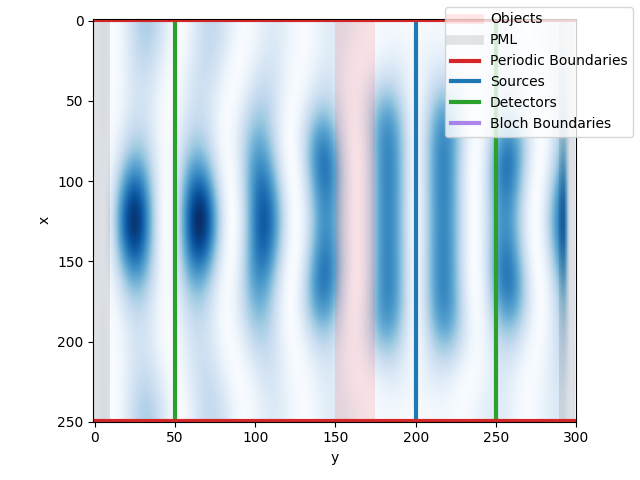 Objects
PML
Periodic Boundaries
Sources
Detectors
Bloch Boundaries
0
50
100
150
200
250
x
0 50 100 150 200 250 300
y